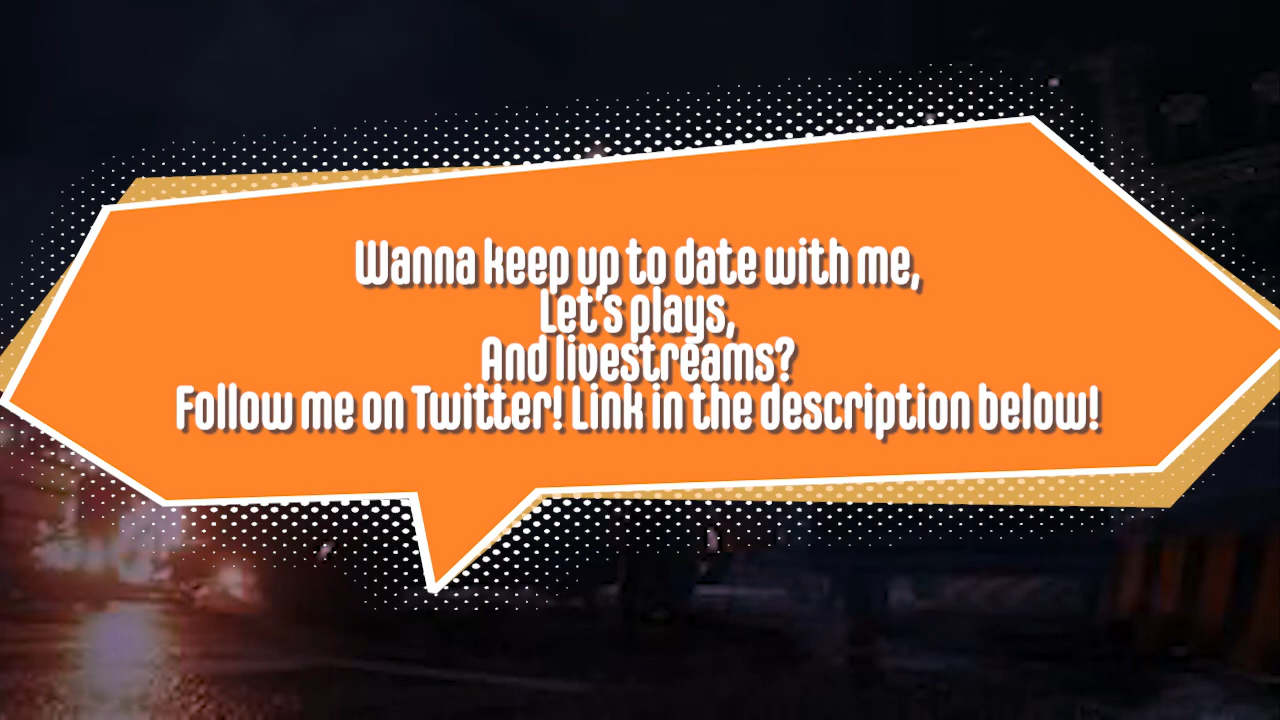 Wanna keep up to date with me,
Let's plays,
And livestreams?
Follow me on Twitter! Link in the description below!